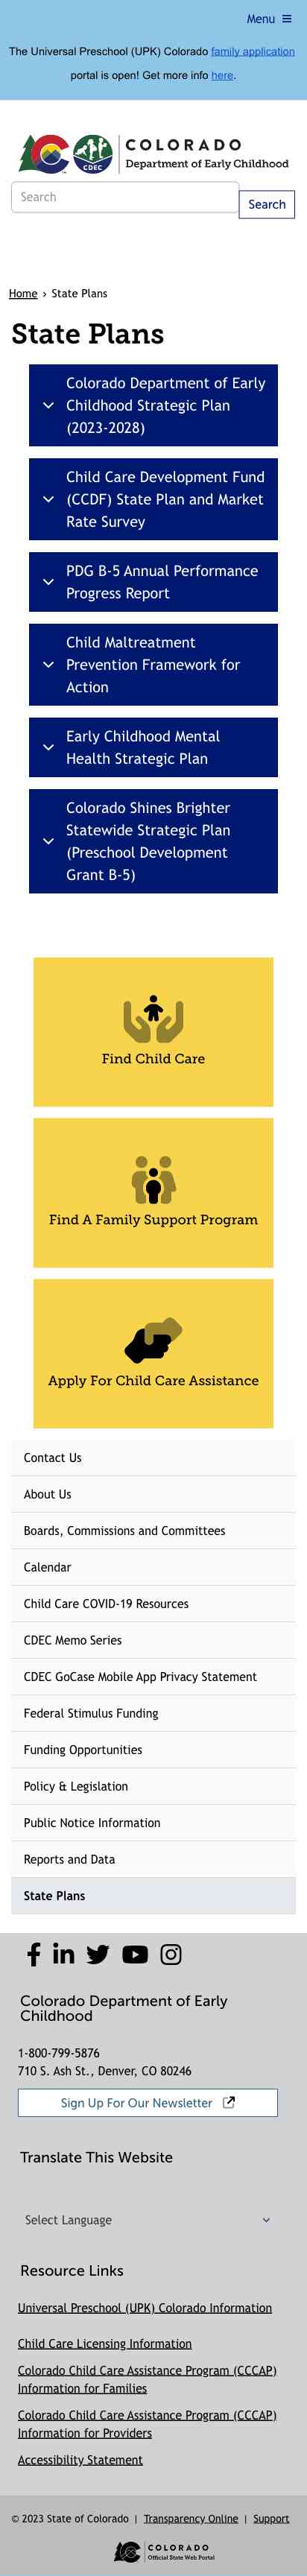 Menu
The Universal Preschool (UPK) Colorado family application
portal is open! Get more info here.
COLORADO
Department of Early Childhood
CDEC
Search
Search
Home › State Plans
State Plans
Colorado Department of Early
Childhood Strategic Plan
(2023-2028)
Child Care Development Fund
(CCDF) State Plan and Market
Rate Survey
PDG B-5 Annual Performance
Progress Report
Child Maltreatment
Prevention Framework for
Action
Early Childhood Mental
Health Strategic Plan
Colorado Shines Brighter
Statewide Strategic Plan
(Preschool Development
Grant B-5)
Find Child Care
Find A Family Support Program
Apply For Child Care Assistance
Contact Us
About Us
Boards, Commissions and Committees
Calendar
Child Care COVID-19 Resources
CDEC Memo Series
CDEC GoCase Mobile App Privacy Statement
Federal Stimulus Funding
Funding Opportunities
Policy & Legislation
Public Notice Information
Reports and Data
State Plans
Colorado Department of Early
Childhood
1-800-799-5876
710 S. Ash St., Denver, CO 80246
Sign Up For Our Newsletter
Translate This Website
Select Language
Resource Links
Universal Preschool (UPK) Colorado Information
Child Care Licensing Information
Colorado Child Care Assistance Program (CCCAP)
Information for Families
Colorado Child Care Assistance Program (CCCAP)
Information for Providers
Accessibility Statement
© 2023 State of Colorado | Transparency Online | Support
COLORADO
Official State Web Portal